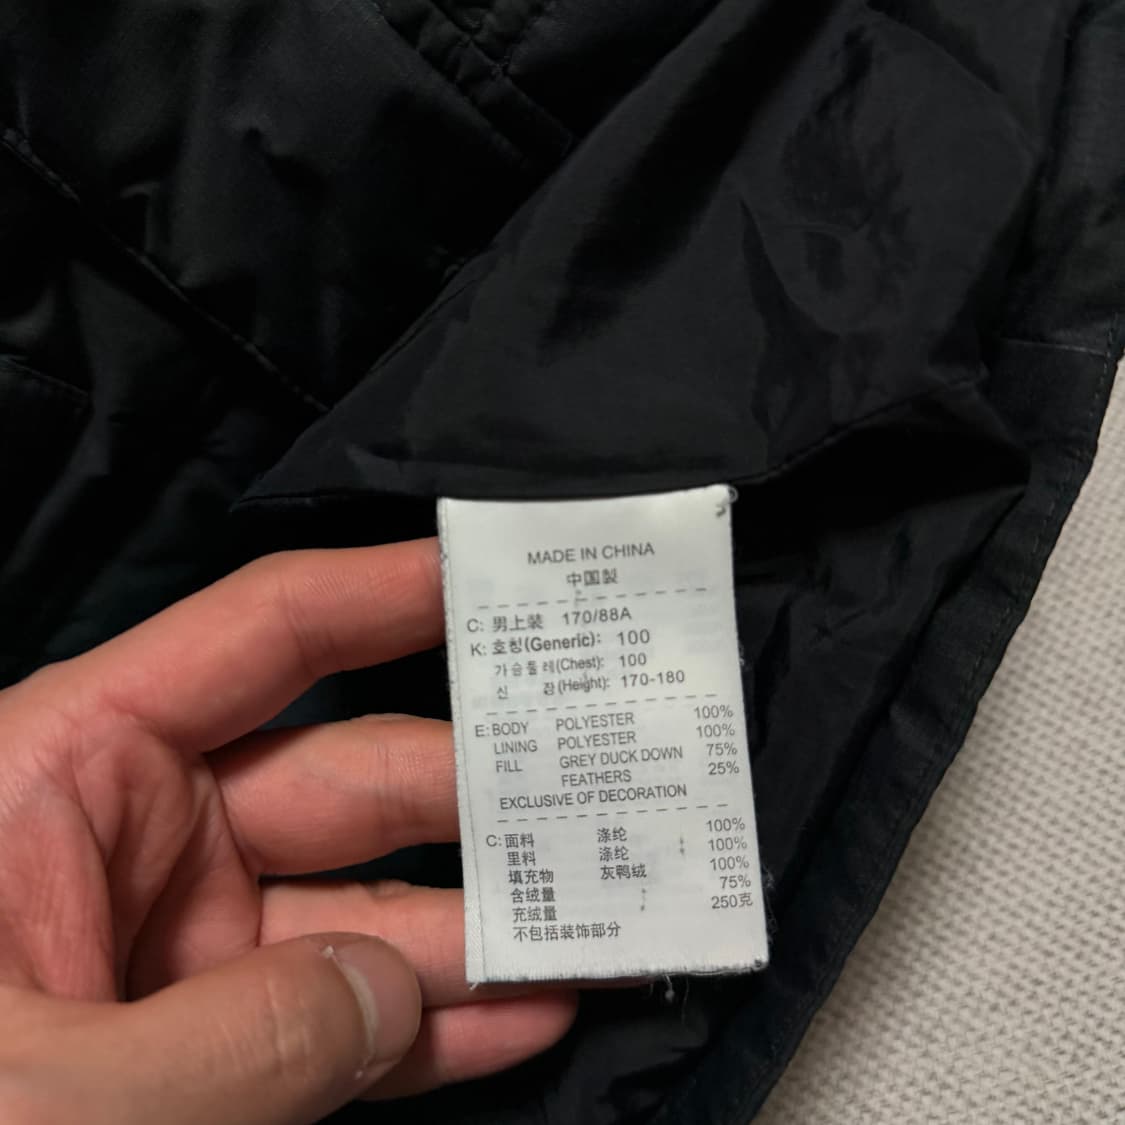 MADE IN CHINA
中国製
C: 男上装 170/88A
K: 호칭(Generic): 100
가슴둘레(Chest): 100
신 장(Height): 170-180
E: BODY POLYESTER 100%
LINING POLYESTER 100%
FILL GREY DUCK DOWN 75%
FEATHERS 25%
EXCLUSIVE OF DECORATION
C: 面料 涤纶 100%
里料 涤纶 100%
填充物 灰鸭绒 100%
含绒量 75%
充绒量 250克
不包括装饰部分